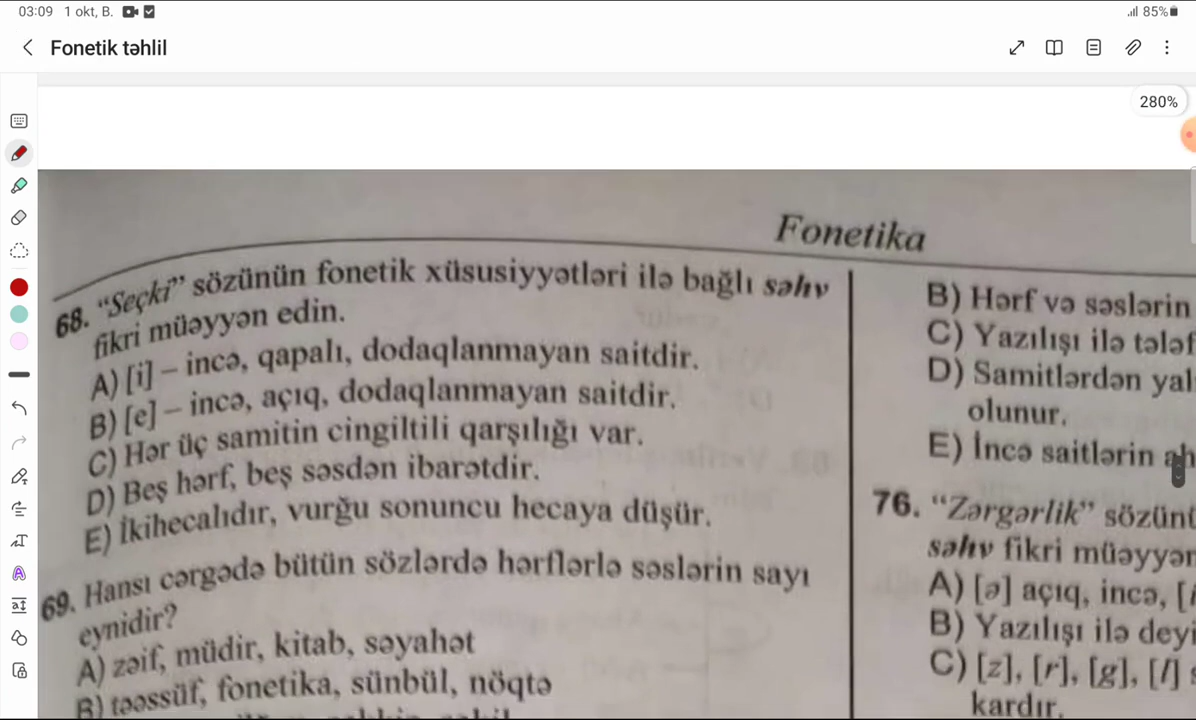 03:09 1 okt, B.
85%
Fonetik təhlil
280%
Fonetika
68. “Seçki” sözünün fonetik xüsusiyyətləri ilə bağlı səhv
fikri müəyyən edin.
A) [i] – incə, qapalı, dodaqlanmayan saitdir.
B) [e] – incə, açıq, dodaqlanmayan saitdir.
C) Hər üç samitin cingiltili qarşılığı var.
D) Beş hərf, beş səsdən ibarətdir.
E) İkihecalıdır, vurğu sonuncu hecaya düşür.
69. Hansı cərgədə bütün sözlərdə hərflərlə səslərin sayı
eynidir?
A) zəif, müdir, kitab, səyahət
B) təəssüf, fonetika, sünbül, nöqtə
B) Hərf və səslərin
C) Yazılışı ilə tələf
D) Samitlərdən yal
olunur.
E) İncə saitlərin ah
76. “Zərgərlik” sözünü
səhv fikri müəyyən
A) [ə] açıq, incə, [i
B) Yazılışı ilə deyi
C) [z], [r], [g], [l] s
kardır.